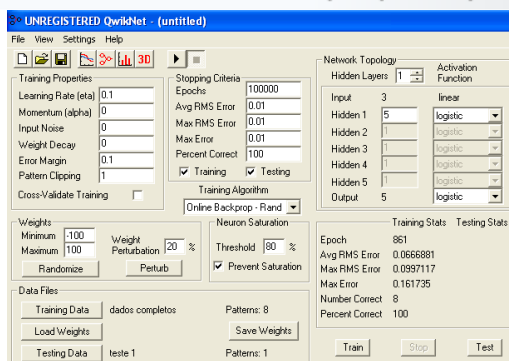 UNREGISTERED QwikNet - (untitled)
File View Settings Help
3D
Training Properties
Learning Rate (eta) 0.1
Momentum (alpha) 0
Input Noise 0
Weight Decay 0
Error Margin 0.1
Pattern Clipping 1
Cross-Validate Training
Stopping Criteria
Epochs 100000
Avg RMS Error 0.01
Max RMS Error 0.01
Max Error 0.01
Percent Correct 100
Training Testing
Training Algorithm
Online Backprop - Rand
Network Topology
Hidden Layers 1 Activation Function
Input 3 linear
Hidden 1 5 logistic
Hidden 2 1 logistic
Hidden 3 1 logistic
Hidden 4 1 logistic
Hidden 5 1 logistic
Output 5 logistic
Weights
Minimum -100
Maximum 100
Weight Perturbation 20 %
Randomize Perturb
Neuron Saturation
Threshold 80 %
Prevent Saturation
Training Stats Testing Stats
Epoch 861
Avg RMS Error 0.0666881
Max RMS Error 0.0997117
Max Error 0.161735
Number Correct 8
Percent Correct 100
Data Files
Training Data dados completos Patterns: 8
Load Weights Save Weights
Testing Data teste 1 Patterns: 1
Train Stop Test